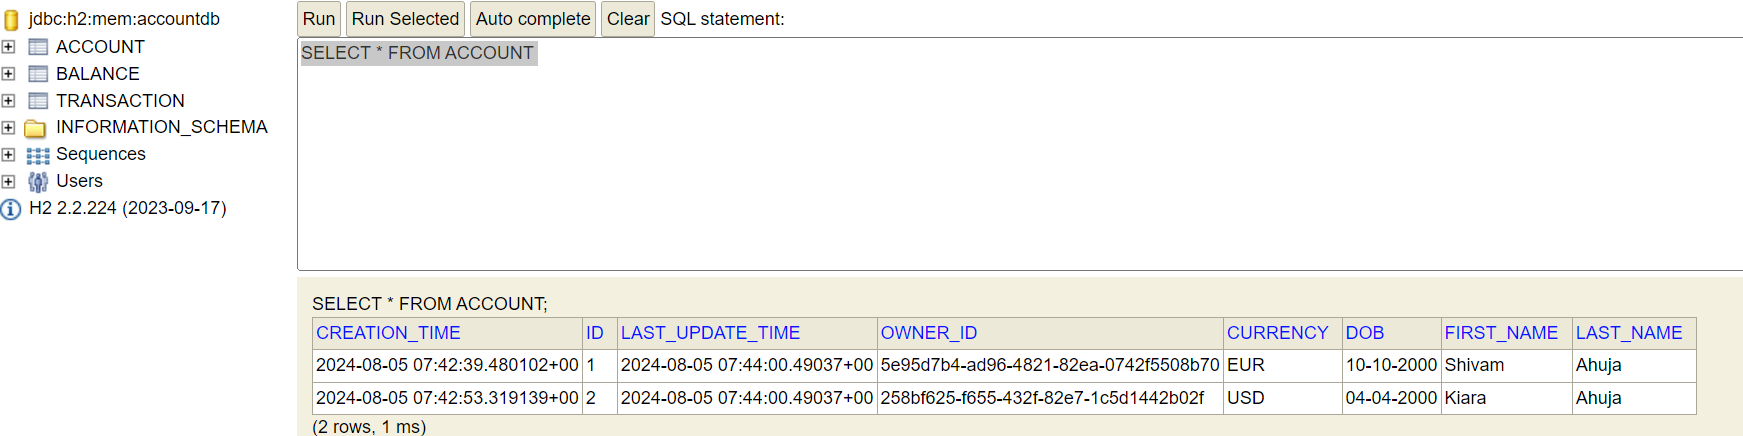 jdbc:h2:mem:accountdb
ACCOUNT
BALANCE
TRANSACTION
INFORMATION_SCHEMA
Sequences
Users
H2 2.2.224 (2023-09-17)
Run Run Selected Auto complete Clear SQL statement:
SELECT * FROM ACCOUNT
SELECT * FROM ACCOUNT;
CREATION_TIME ID LAST_UPDATE_TIME OWNER_ID CURRENCY DOB FIRST_NAME LAST_NAME
2024-08-05 07:42:39.480102+00 1 2024-08-05 07:44:00.49037+00 5e95d7b4-ad96-4821-82ea-0742f5508b70 EUR 10-10-2000 Shivam Ahuja
2024-08-05 07:42:53.319139+00 2 2024-08-05 07:44:00.49037+00 258bf625-f655-432f-82e7-1c5d1442b02f USD 04-04-2000 Kiara Ahuja
(2 rows, 1 ms)